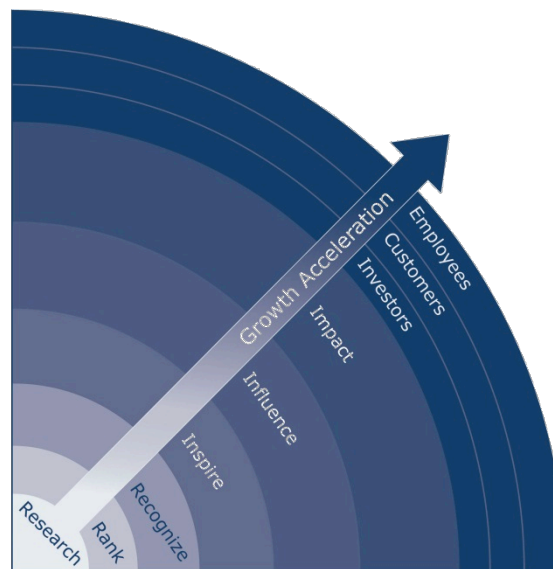 Growth Acceleration
Employees
Customers
Investors
Impact
Influence
Inspire
Recognize
Rank
Research